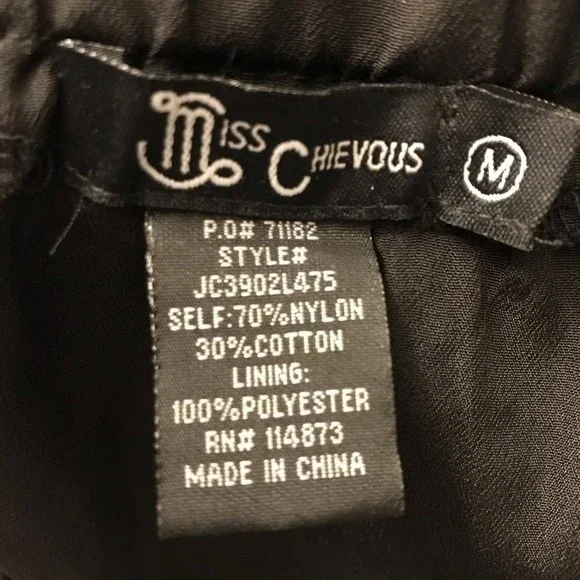 Miss Chievous
M
P.O# 71182
STYLE#
JC3902L475
SELF:70%NYLON
30%COTTON
LINING:
100%POLYESTER
RN# 114873
MADE IN CHINA